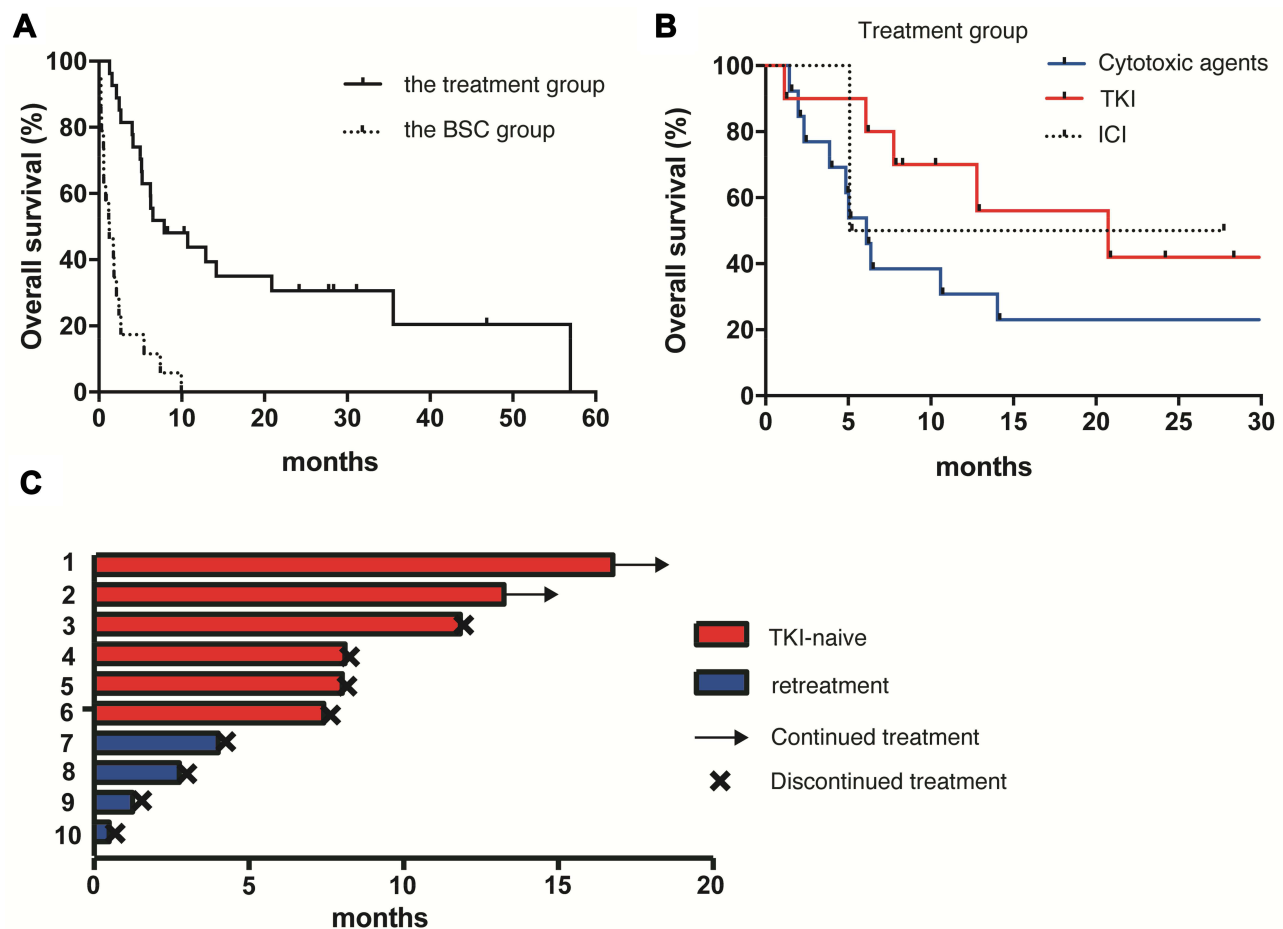 A
Overall survival (%)
100
80
60
40
20
0
0 10 20 30 40 50 60
months
the treatment group
the BSC group
B
Treatment group
Overall survival (%)
100
80
60
40
20
0
0 5 10 15 20 25 30
months
Cytotoxic agents
TKI
ICI
C
1
2
3
4
5
6
7
8
9
10
0 5 10 15 20
months
TKI-naive
retreatment
Continued treatment
Discontinued treatment